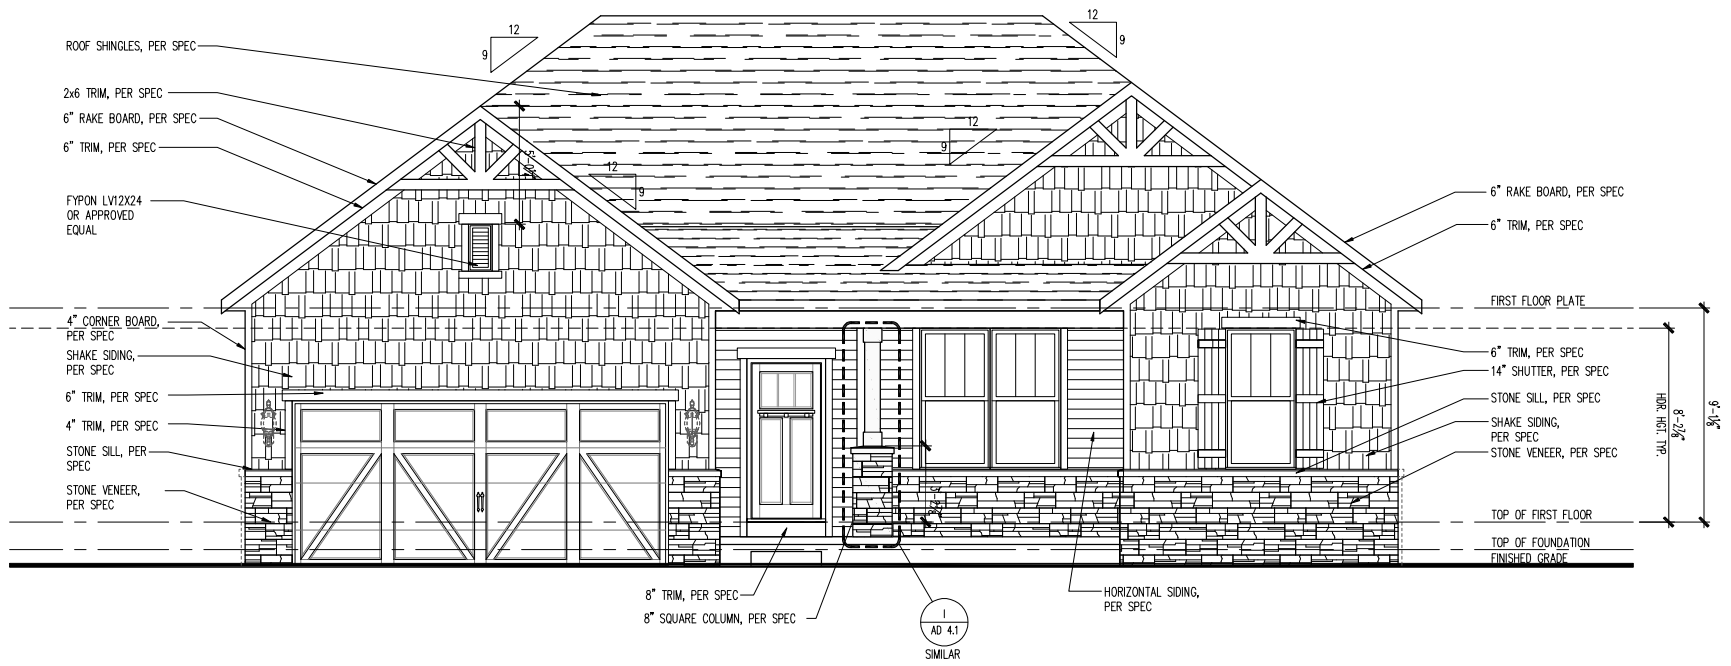 12
9
12
9
12
9
12
9
ROOF SHINGLES, PER SPEC
2x6 TRIM, PER SPEC
6" RAKE BOARD, PER SPEC
6" TRIM, PER SPEC
FYPON LV12X24
OR APPROVED
EQUAL
4" CORNER BOARD,
PER SPEC
SHAKE SIDING,
PER SPEC
6" TRIM, PER SPEC
4" TRIM, PER SPEC
STONE SILL, PER
SPEC
STONE VENEER,
PER SPEC
6" RAKE BOARD, PER SPEC
6" TRIM, PER SPEC
FIRST FLOOR PLATE
6" TRIM, PER SPEC
14" SHUTTER, PER SPEC
STONE SILL, PER SPEC
SHAKE SIDING,
PER SPEC
STONE VENEER, PER SPEC
TOP OF FIRST FLOOR
TOP OF FOUNDATION
FINISHED GRADE
HDR. HGT. TYP.
8" TRIM, PER SPEC
8" SQUARE COLUMN, PER SPEC
HORIZONTAL SIDING,
PER SPEC
1
AD 4.1
SIMILAR